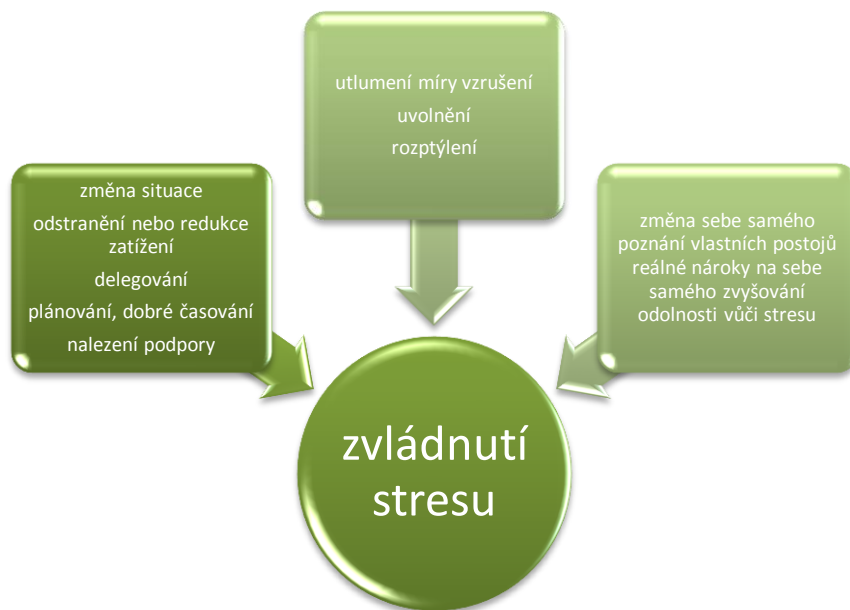 změna situace
odstranění nebo redukce
zatížení
delegování
plánování, dobré časování
nalezení podpory
utlumení míry vzrušení
uvolnění
rozptýlení
změna sebe samého
poznání vlastních postojů
reálné nároky na sebe
samého zvyšování
odolnosti vůči stresu
zvládnutí
stresu